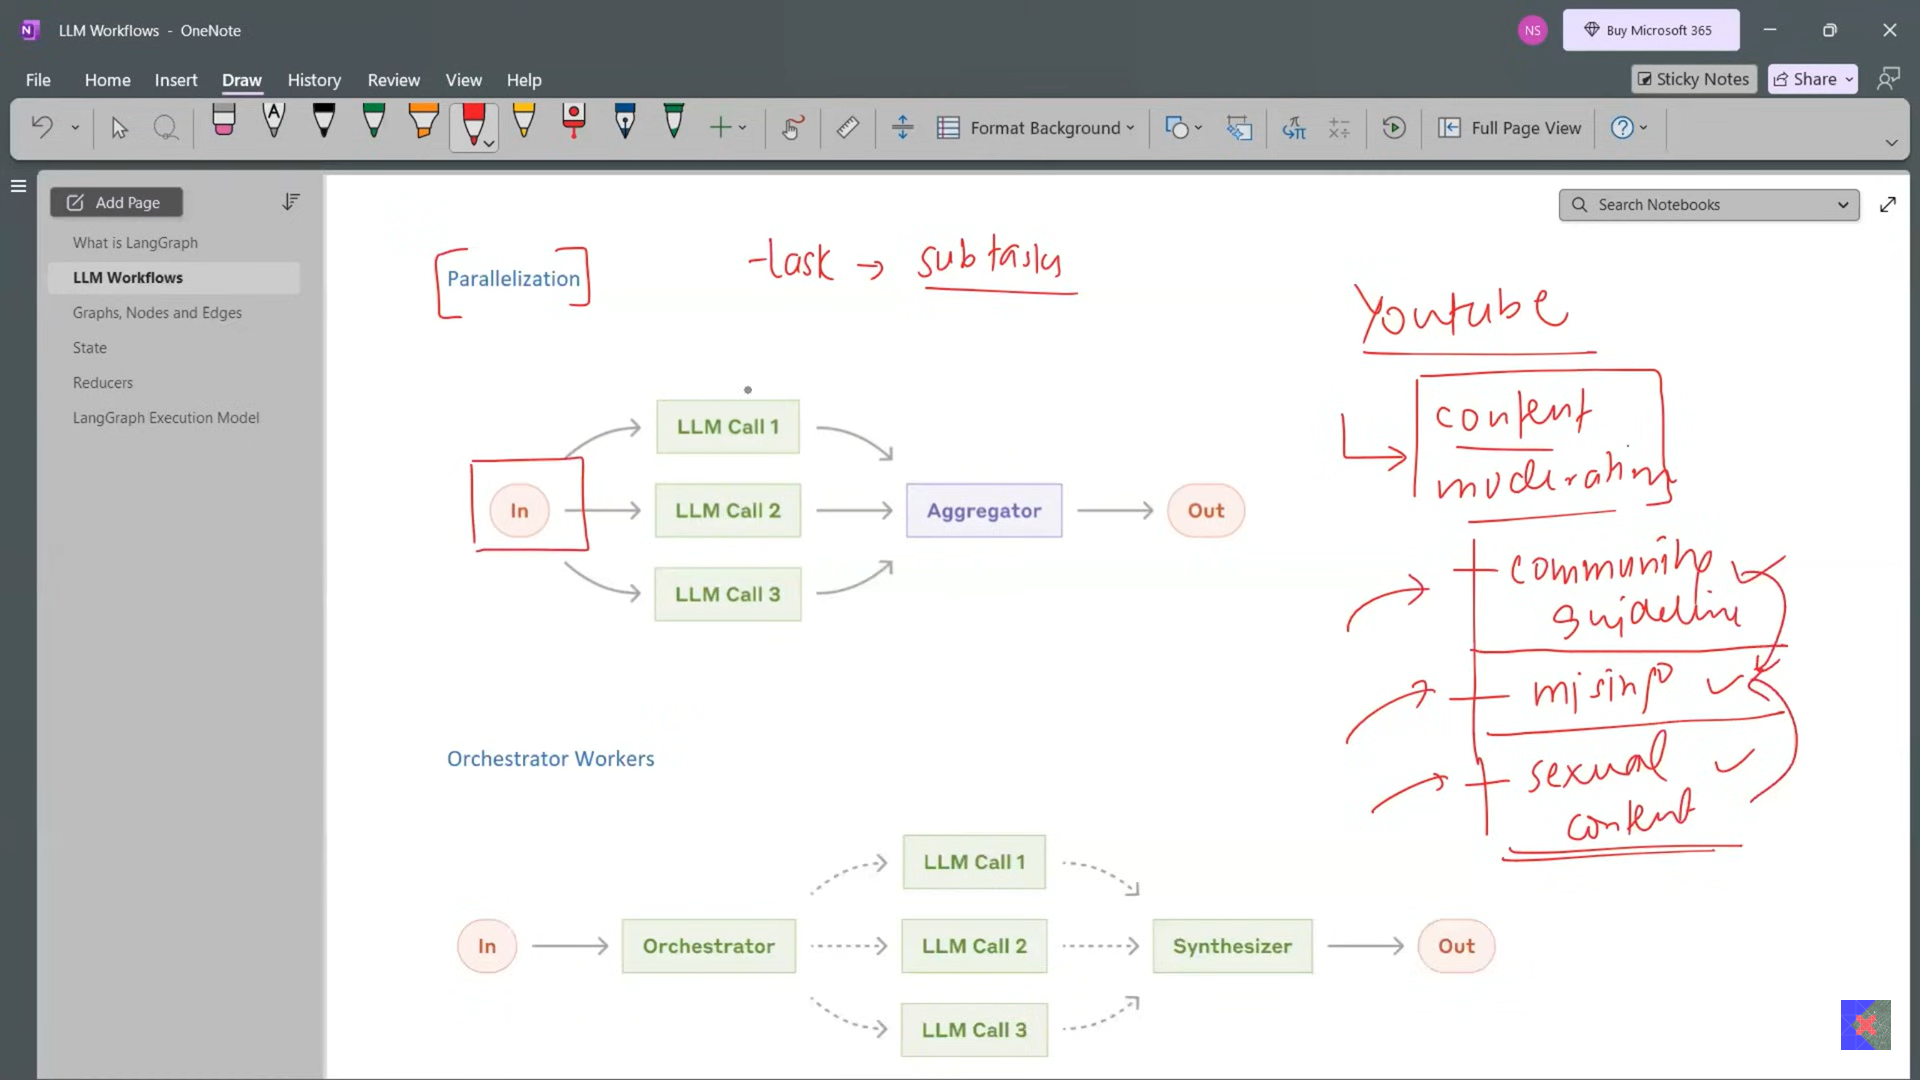 LLM Workflows - OneNote
NS
Buy Microsoft 365
File Home Insert Draw History Review View Help
Sticky Notes
Share
Format Background
Full Page View
Add Page
Search Notebooks
What is LangGraph
LLM Workflows
Graphs, Nodes and Edges
State
Reducers
LangGraph Execution Model
Parallelization
task → subtasks
Youtube
content
moderating
community
guideline
misinfo
sexual
content
LLM Call 1
In
LLM Call 2
Aggregator
Out
LLM Call 3
Orchestrator Workers
LLM Call 1
In
Orchestrator
LLM Call 2
Synthesizer
Out
LLM Call 3